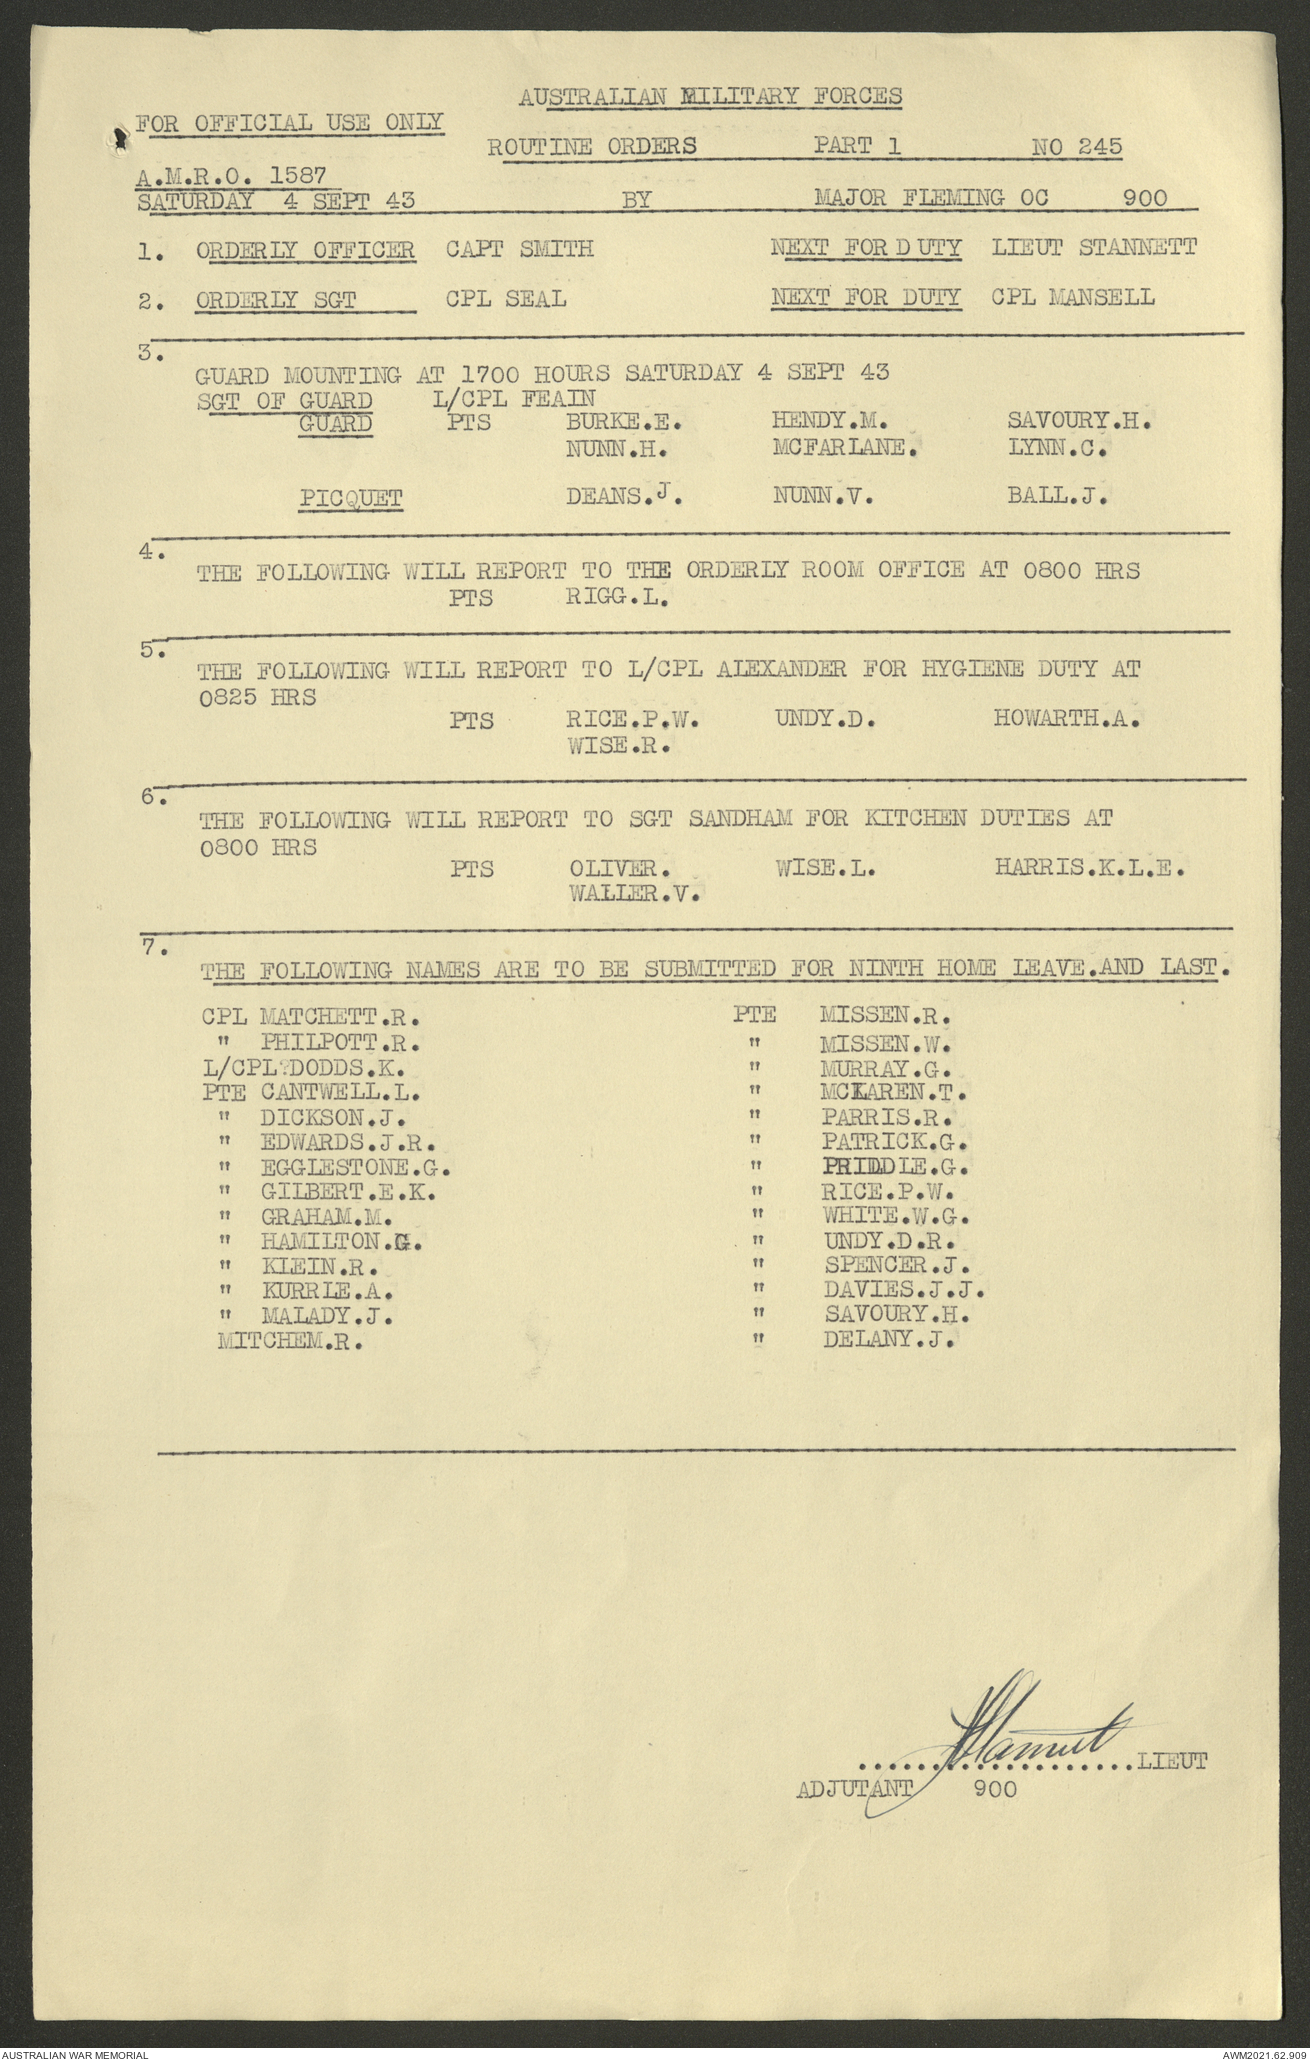 AUSTRALIAN MILITARY FORCES
FOR OFFICIAL USE ONLY
ROUTINE ORDERS PART 1 NO 245
A.M.R.O. 1587
SATURDAY 4 SEPT 43 BY MAJOR FLEMING OC 900
1. ORDERLY OFFICER CAPT SMITH NEXT FOR DUTY LIEUT STANNETT
2. ORDERLY SGT CPL SEAL NEXT FOR DUTY CPL MANSELL
3.
GUARD MOUNTING AT 1700 HOURS SATURDAY 4 SEPT 43
SGT OF GUARD L/CPL FEAIN
GUARD PTS BURKE.E. HENDY.M. SAVOURY.H.
NUNN.H. MCFARLANE. LYNN.C.
PICQUET DEANS.J. NUNN.V. BALL.J.
4.
THE FOLLOWING WILL REPORT TO THE ORDERLY ROOM OFFICE AT 0800 HRS
PTS RIGG.L.
5.
THE FOLLOWING WILL REPORT TO L/CPL ALEXANDER FOR HYGIENE DUTY AT
0825 HRS
PTS RICE.P.W. UNDY.D. HOWARTH.A.
WISE.R.
6.
THE FOLLOWING WILL REPORT TO SGT SANDHAM FOR KITCHEN DUTIES AT
0800 HRS
PTS OLIVER. WISE.L. HARRIS.K.L.E.
WALLER.V.
7.
THE FOLLOWING NAMES ARE TO BE SUBMITTED FOR NINTH HOME LEAVE.AND LAST.
CPL MATCHETT.R. PTE MISSEN.R.
" PHILPOTT.R. " MISSEN.W.
L/CPL DODDS.K. " MURRAY.G.
PTE CANTWELL.L. " MCLAREN.T.
" DICKSON.J. " PARRIS.R.
" EDWARDS.J.R. " PATRICK.G.
" EGGLESTONE.G. " PRIDDLE.G.
" GILBERT.E.K. " RICE.P.W.
" GRAHAM.M. " WHITE.W.G.
" HAMILTON.G. " UNDY.D.R.
" KLEIN.R. " SPENCER.J.
" KURRLE.A. " DAVIES.J.J.
" MALADY.J. " SAVOURY.H.
MITCHEM.R. " DELANY.J.
...................LIEUT
ADJUTANT 900
AUSTRALIAN WAR MEMORIAL AWM2021.62.909